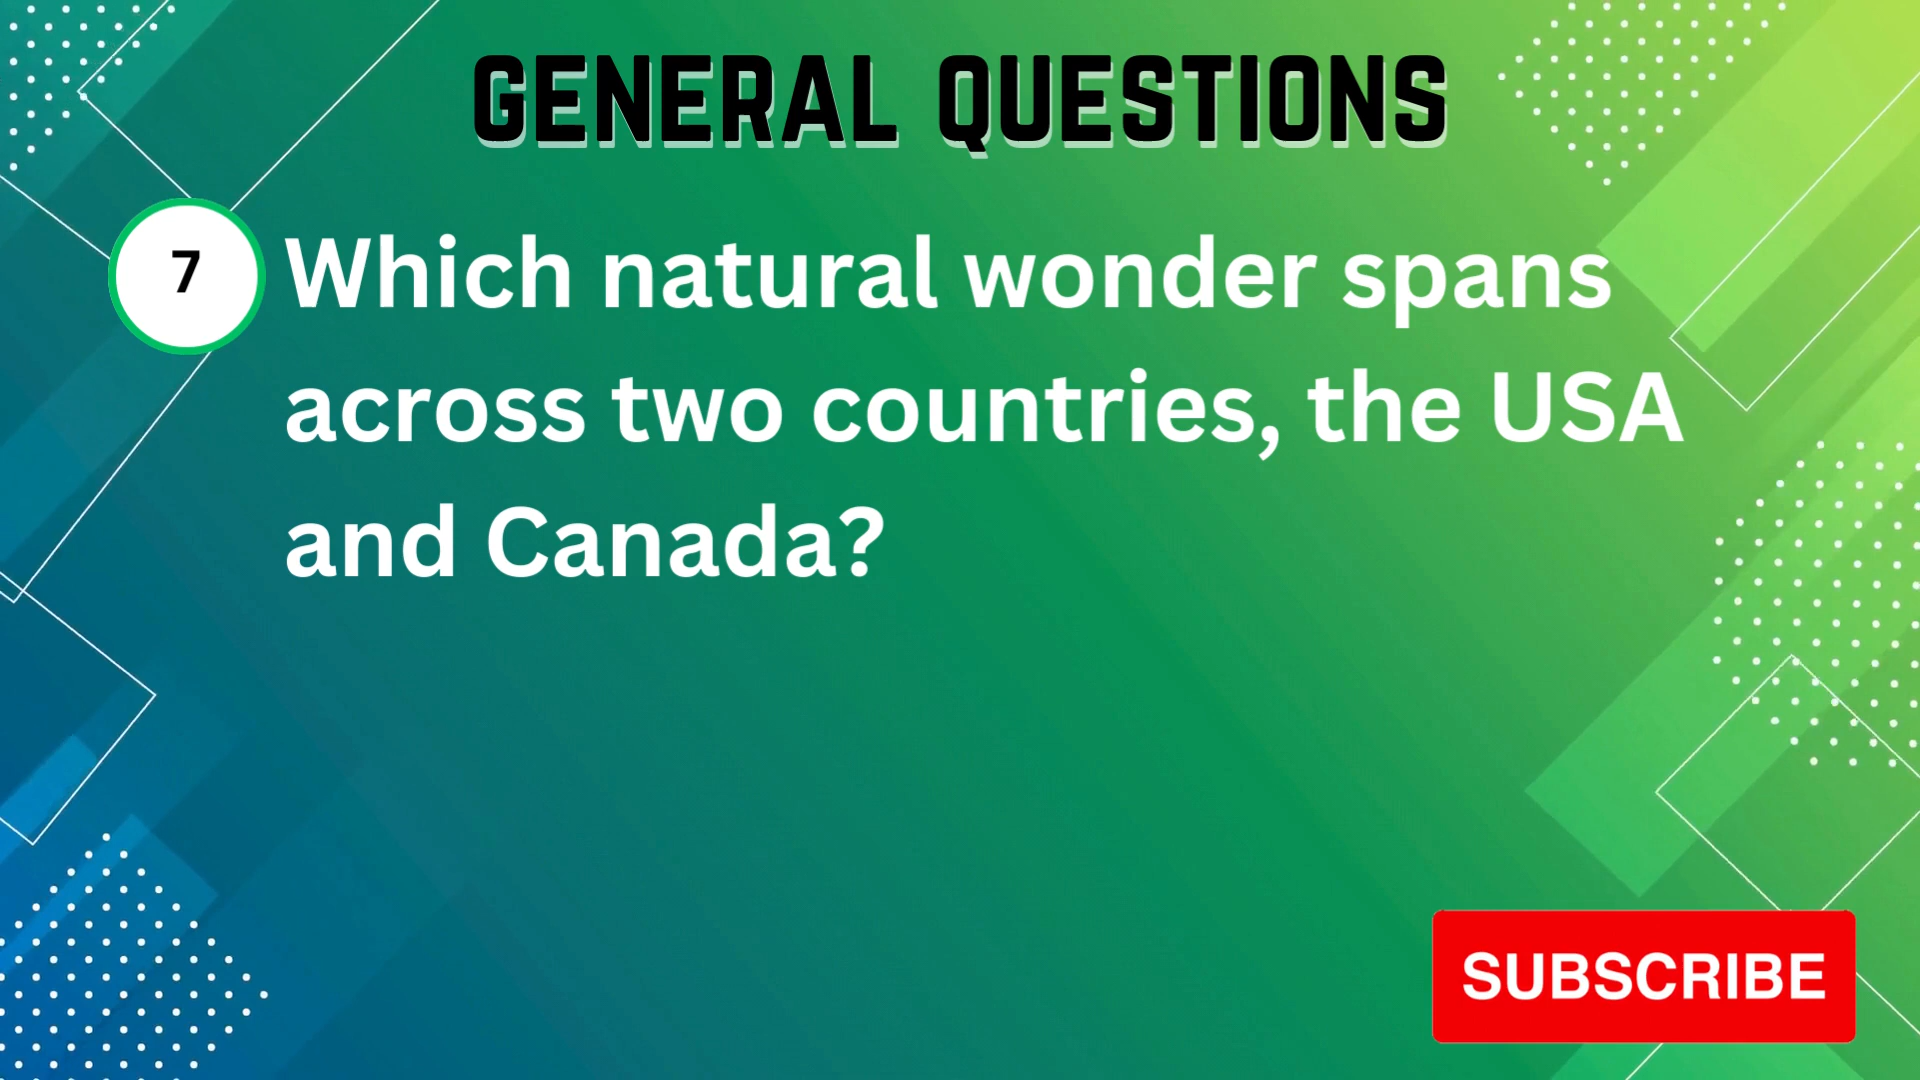 GENERAL QUESTIONS
7
Which natural wonder spans
across two countries, the USA
and Canada?
SUBSCRIBE